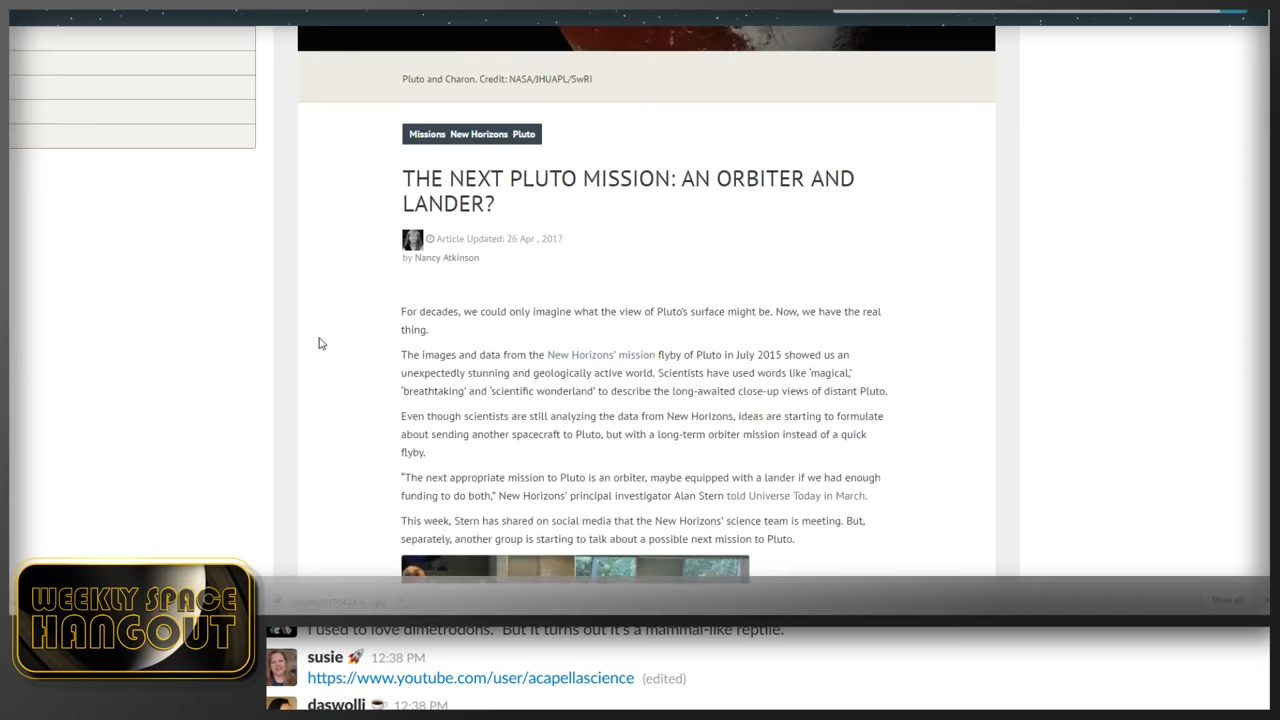 Pluto and Charon. Credit: NASA/JHUAPL/SwRI
Missions New Horizons Pluto
THE NEXT PLUTO MISSION: AN ORBITER AND
LANDER?
Article Updated: 26 Apr , 2017
by Nancy Atkinson
For decades, we could only imagine what the view of Pluto's surface might be. Now, we have the real
thing.
The images and data from the New Horizons' mission flyby of Pluto in July 2015 showed us an
unexpectedly stunning and geologically active world. Scientists have used words like 'magical,'
'breathtaking' and 'scientific wonderland' to describe the long-awaited close-up views of distant Pluto.
Even though scientists are still analyzing the data from New Horizons, ideas are starting to formulate
about sending another spacecraft to Pluto, but with a long-term orbiter mission instead of a quick
flyby.
“The next appropriate mission to Pluto is an orbiter, maybe equipped with a lander if we had enough
funding to do both,” New Horizons' principal investigator Alan Stern told Universe Today in March.
This week, Stern has shared on social media that the New Horizons' science team is meeting. But,
separately, another group is starting to talk about a possible next mission to Pluto.
Show all
WEEKLY SPACE
HANGOUT
I used to love dimetrodons. But it turns out it's a mammal-like reptile.
susie 🚀 12:38 PM
https://www.youtube.com/user/acapellascience (edited)
daswolli ☕ 12:38 PM